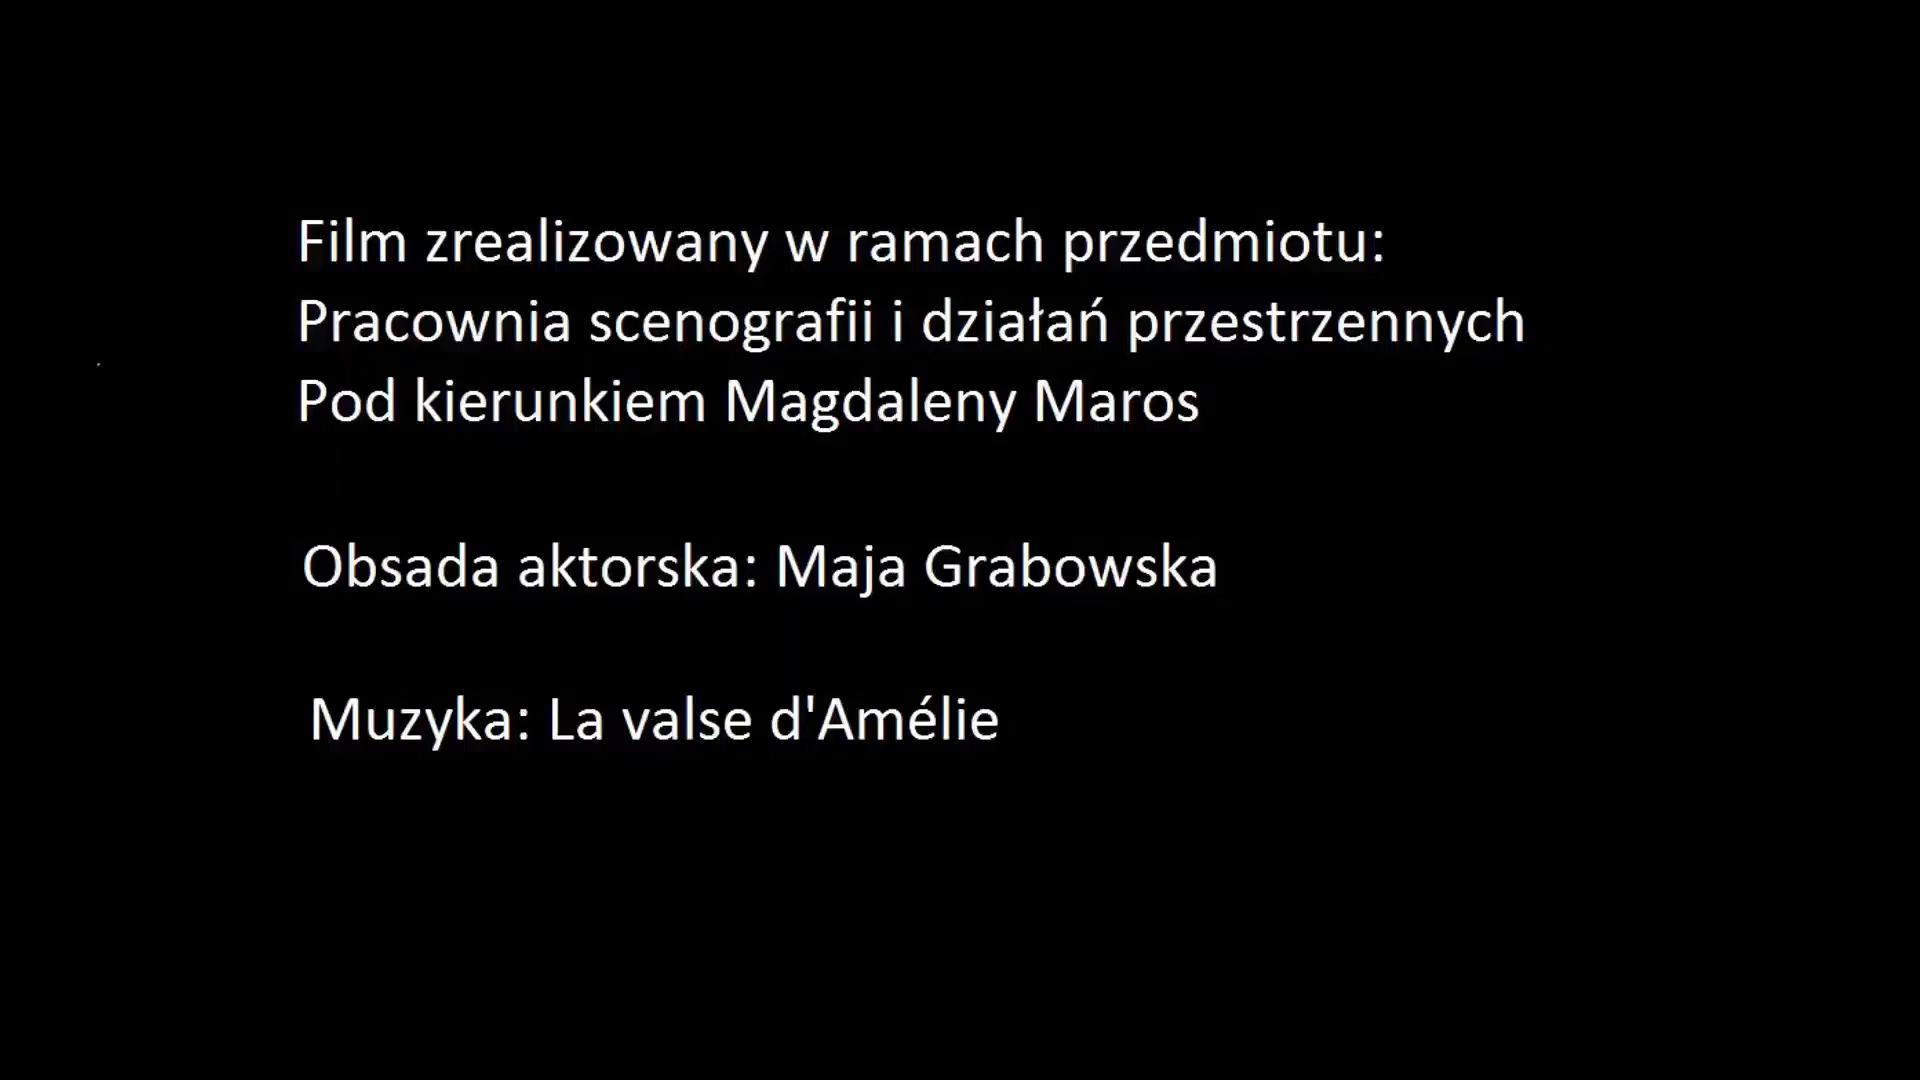 Film zrealizowany w ramach przedmiotu:
Pracownia scenografii i działań przestrzennych
Pod kierunkiem Magdaleny Maros
Obsada aktorska: Maja Grabowska
Muzyka: La valse d'Amélie